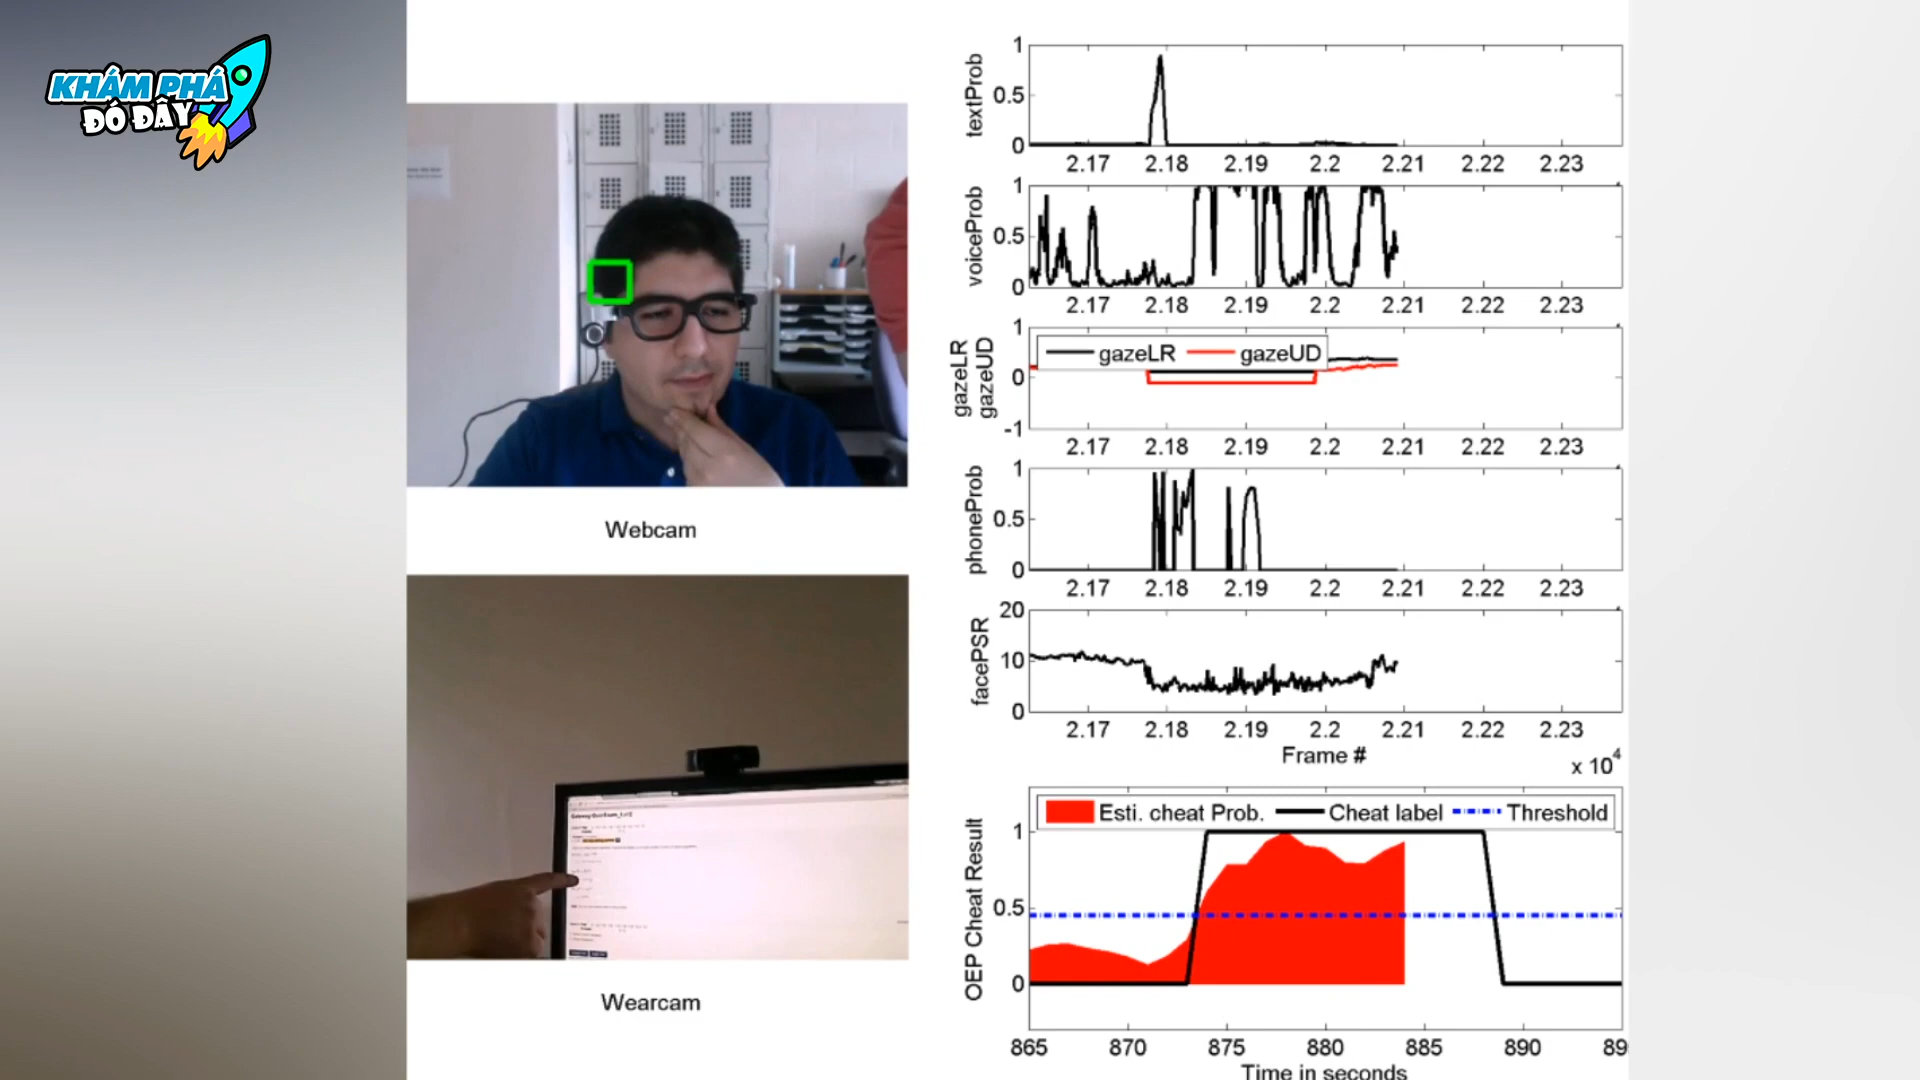 KHÁM PHÁ
ĐÓ ĐÂY
Webcam
Wearcam
textProb
1
0.5
0
2.17 2.18 2.19 2.2 2.21 2.22 2.23
voiceProb
1
0.5
0
2.17 2.18 2.19 2.2 2.21 2.22 2.23
gazeLR
gazeUD
1
0
-1
gazeLR gazeUD
2.17 2.18 2.19 2.2 2.21 2.22 2.23
phoneProb
1
0.5
0
2.17 2.18 2.19 2.2 2.21 2.22 2.23
facePSR
20
10
0
2.17 2.18 2.19 2.2 2.21 2.22 2.23
Frame #
x 10⁴
OEP Cheat Result
Esti. cheat Prob. Cheat label Threshold
1
0.5
0
865 870 875 880 885 890 89
Time in seconds